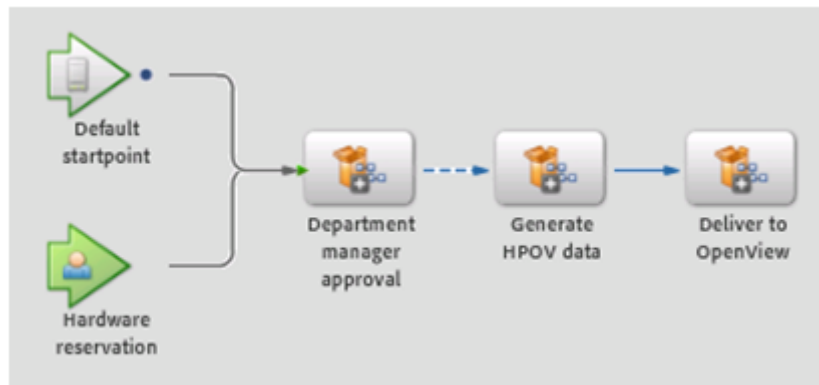 Default
startpoint
Department
manager
approval
Generate
HPOV data
Deliver to
OpenView
Hardware
reservation